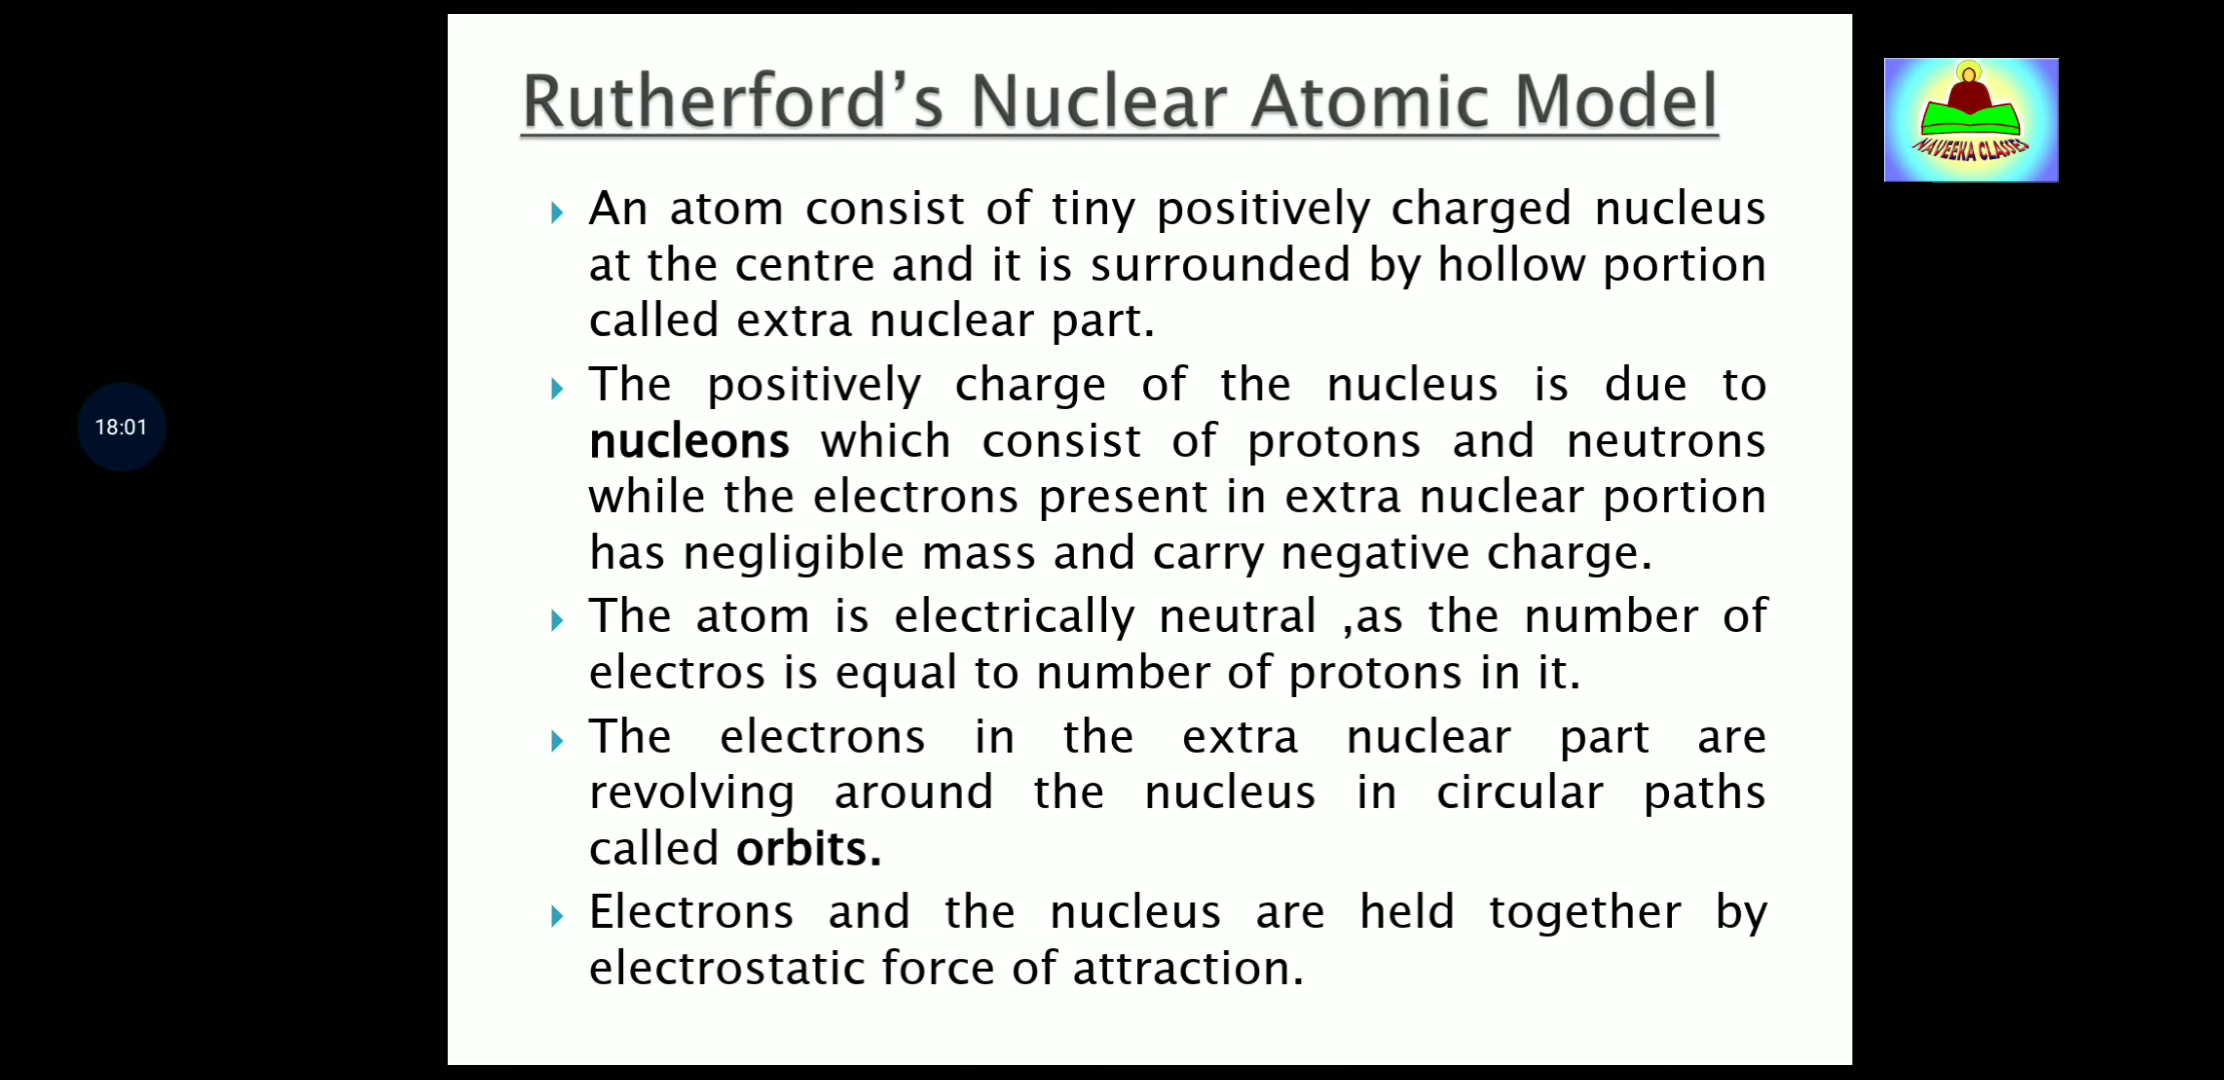 Rutherford’s Nuclear Atomic Model
NAVEEKA CLASSES
An atom consist of tiny positively charged nucleus
at the centre and it is surrounded by hollow portion
called extra nuclear part.
The positively charge of the nucleus is due to
nucleons which consist of protons and neutrons
while the electrons present in extra nuclear portion
has negligible mass and carry negative charge.
18:01
The atom is electrically neutral ,as the number of
electros is equal to number of protons in it.
The electrons in the extra nuclear part are
revolving around the nucleus in circular paths
called orbits.
Electrons and the nucleus are held together by
electrostatic force of attraction.